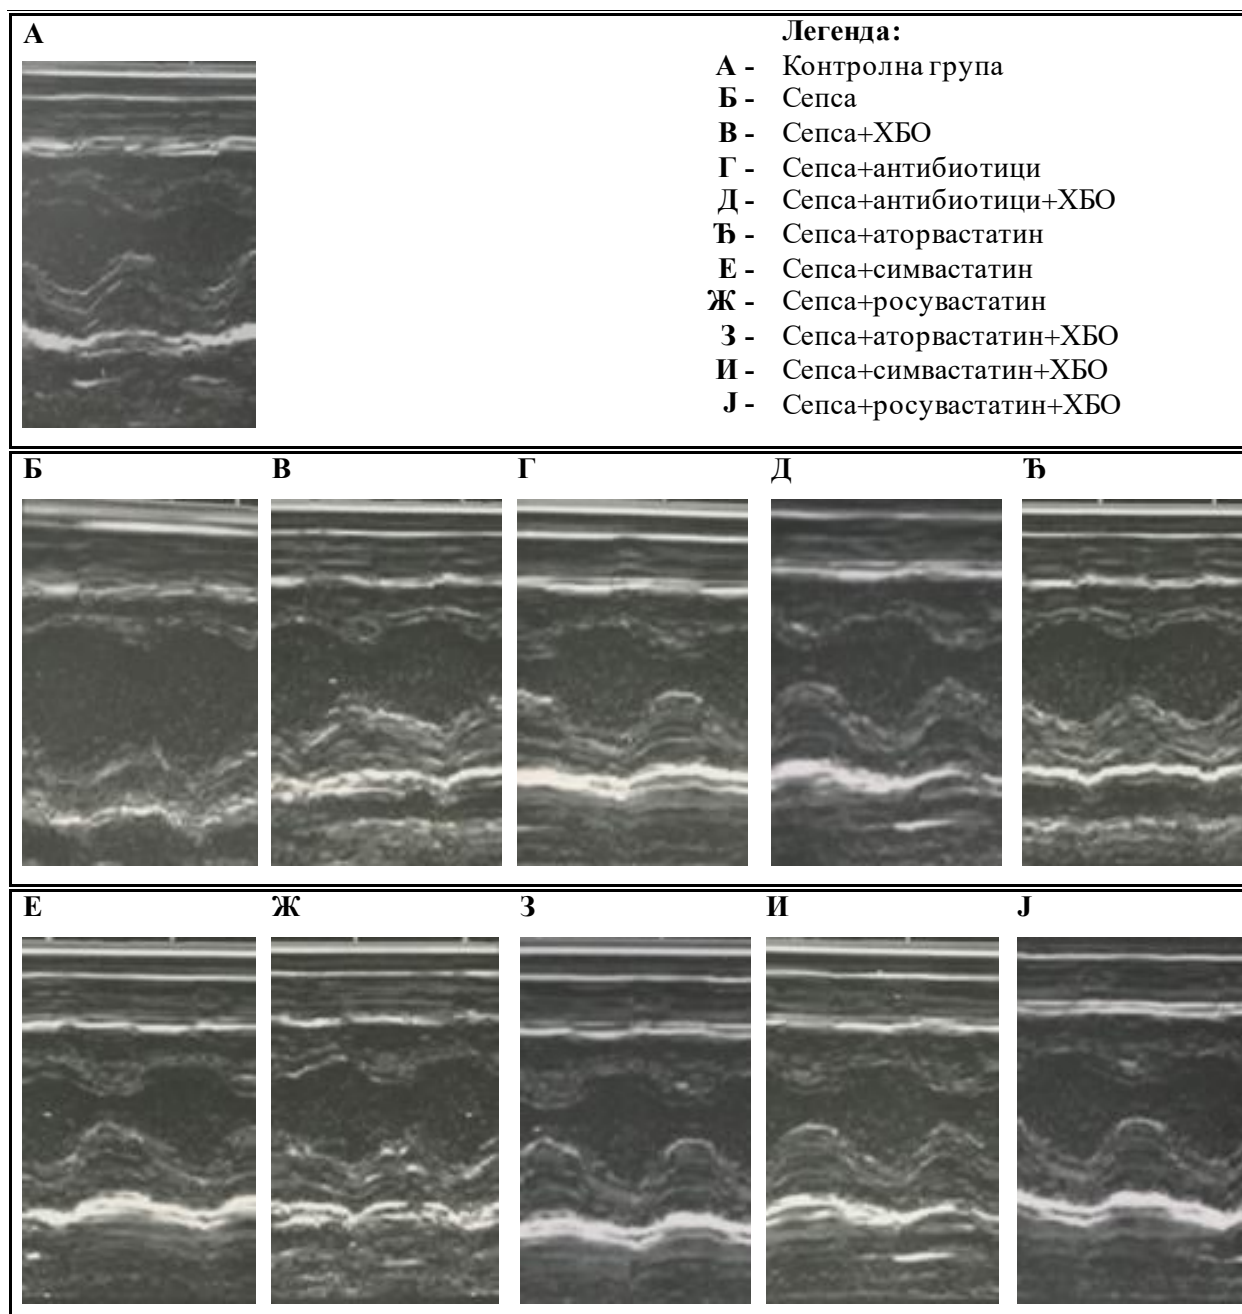 А
Легенда:
А - Контролна група
Б - Сепса
В - Сепса+ХБО
Г - Сепса+антибиотици
Д - Сепса+антибиотици+ХБО
Ђ - Сепса+аторвастатин
Е - Сепса+симвастатин
Ж - Сепса+росувастатин
З - Сепса+аторвастатин+ХБО
И - Сепса+симвастатин+ХБО
Ј - Сепса+росувастатин+ХБО
Б В Г Д Ђ
Е Ж З И Ј